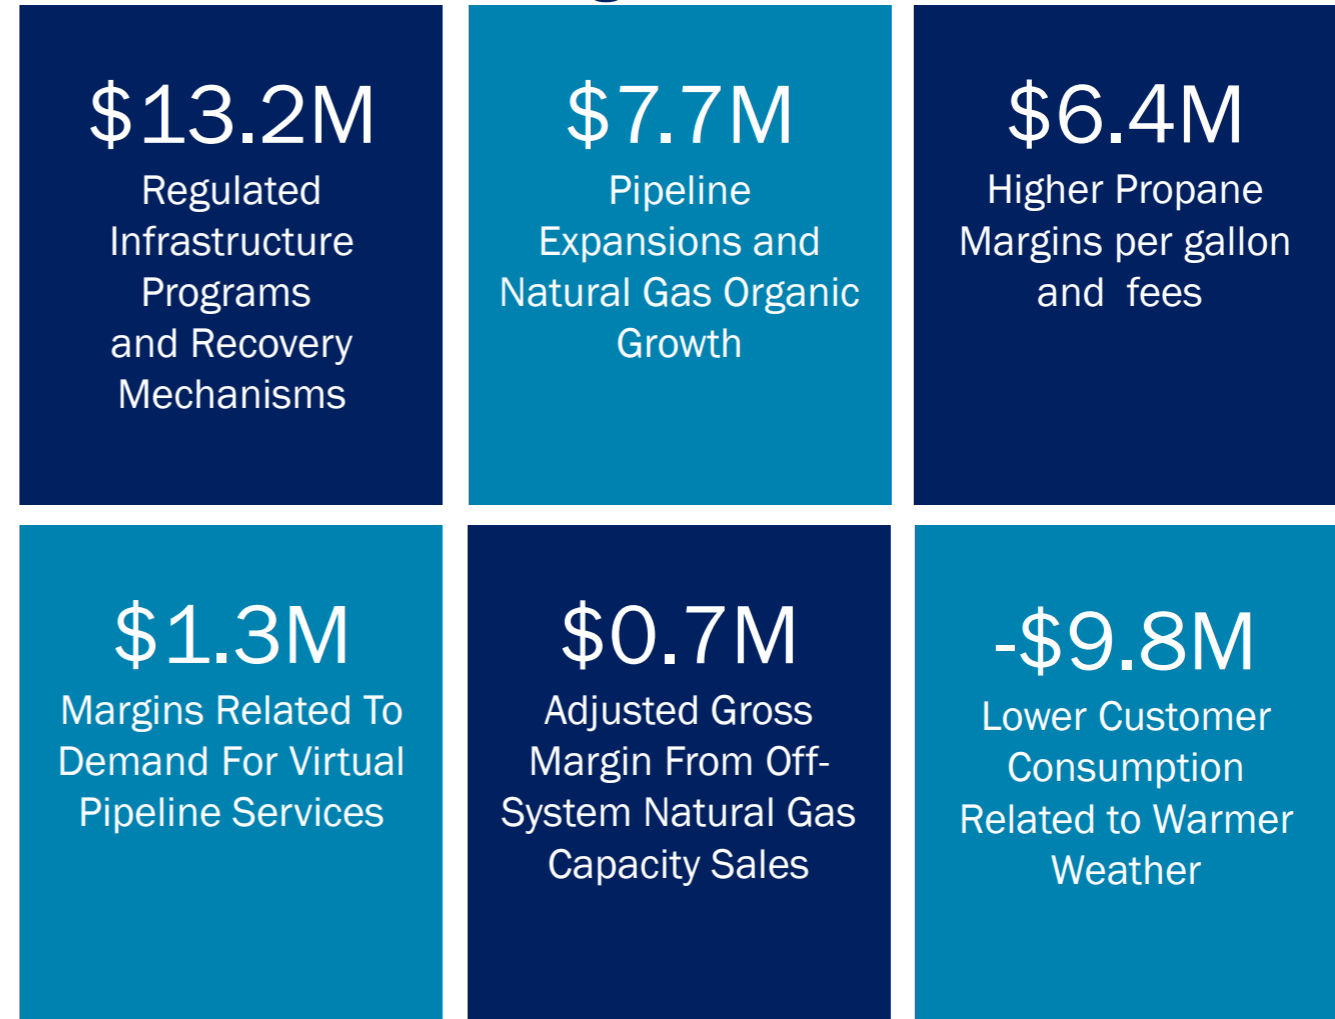 $13.2M
Regulated
Infrastructure
Programs
and Recovery
Mechanisms
$7.7M
Pipeline
Expansions and
Natural Gas Organic
Growth
$6.4M
Higher Propane
Margins per gallon
and fees
$1.3M
Margins Related To
Demand For Virtual
Pipeline Services
$0.7M
Adjusted Gross
Margin From Off-
System Natural Gas
Capacity Sales
-$9.8M
Lower Customer
Consumption
Related to Warmer
Weather